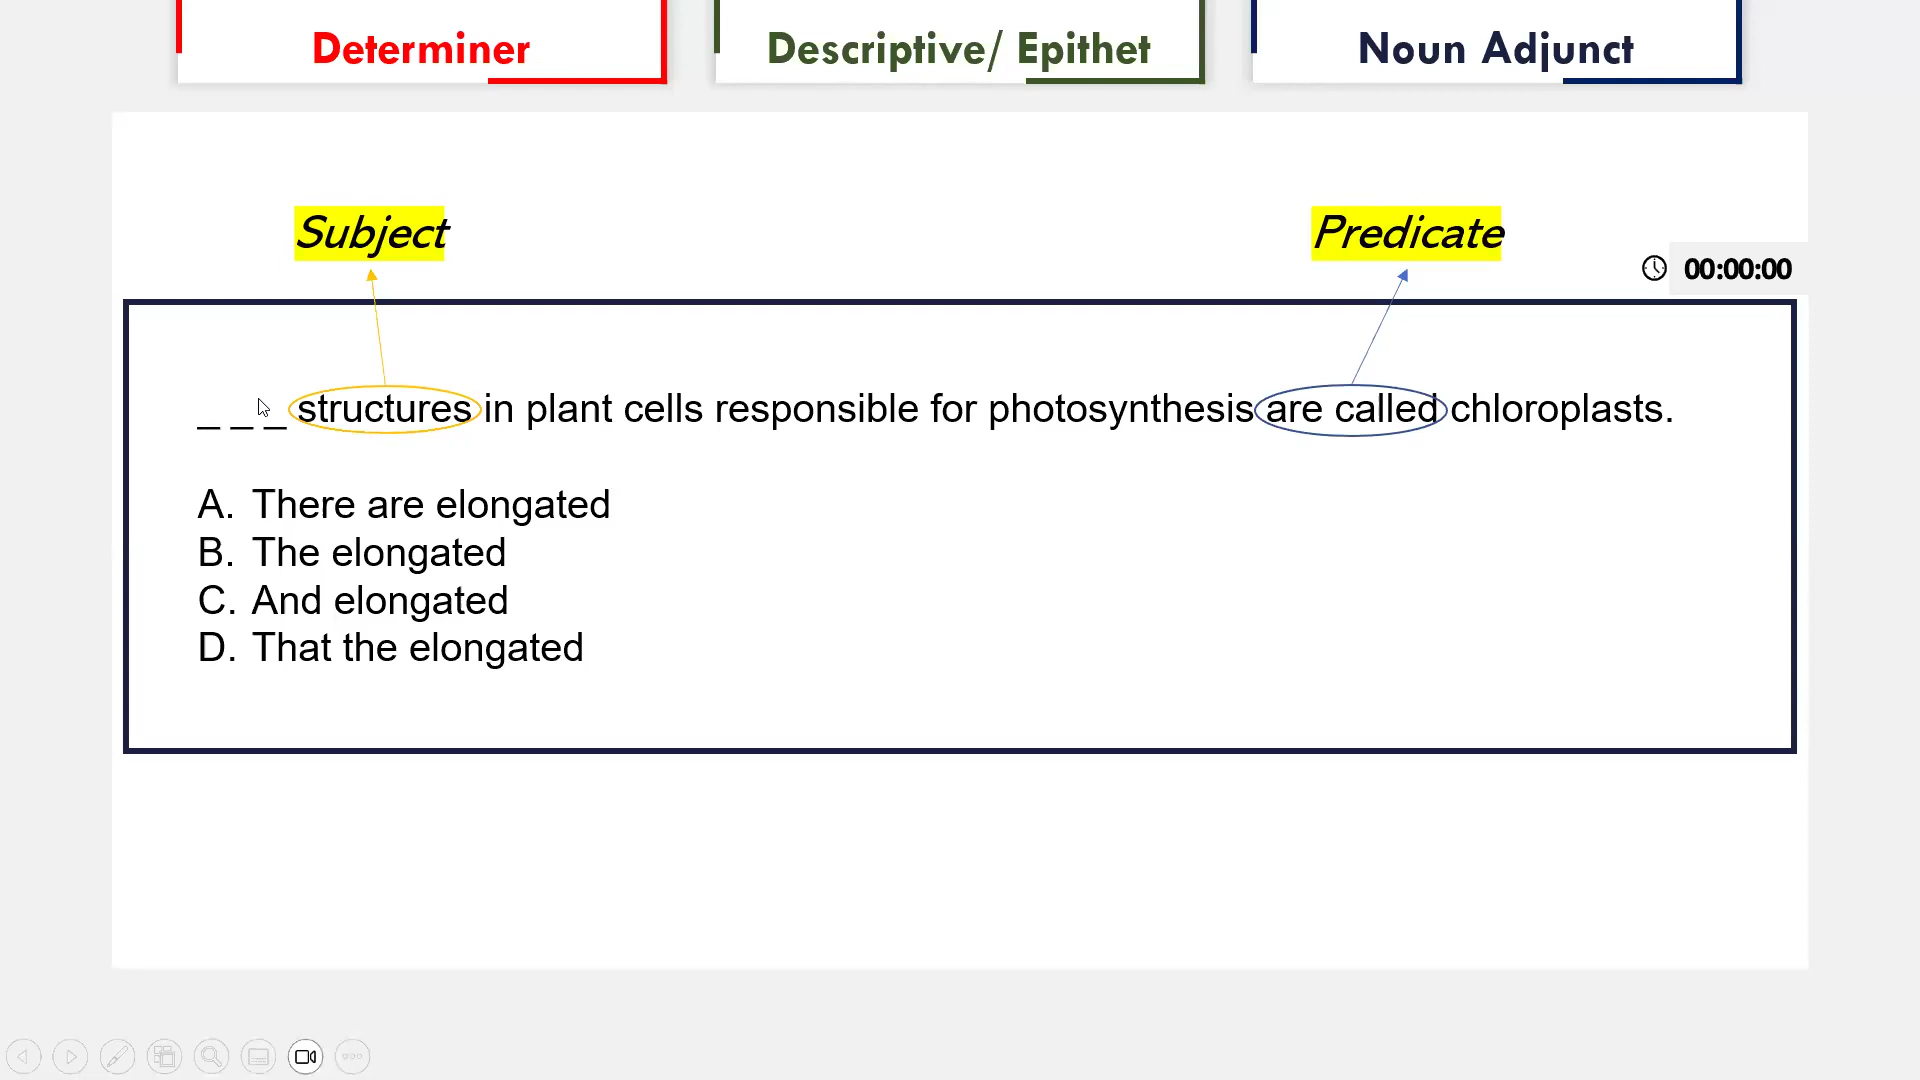 Determiner
Descriptive/ Epithet
Noun Adjunct
Subject
Predicate
00:00:00
_ _ _ structures in plant cells responsible for photosynthesis are called chloroplasts.
A. There are elongated
B. The elongated
C. And elongated
D. That the elongated